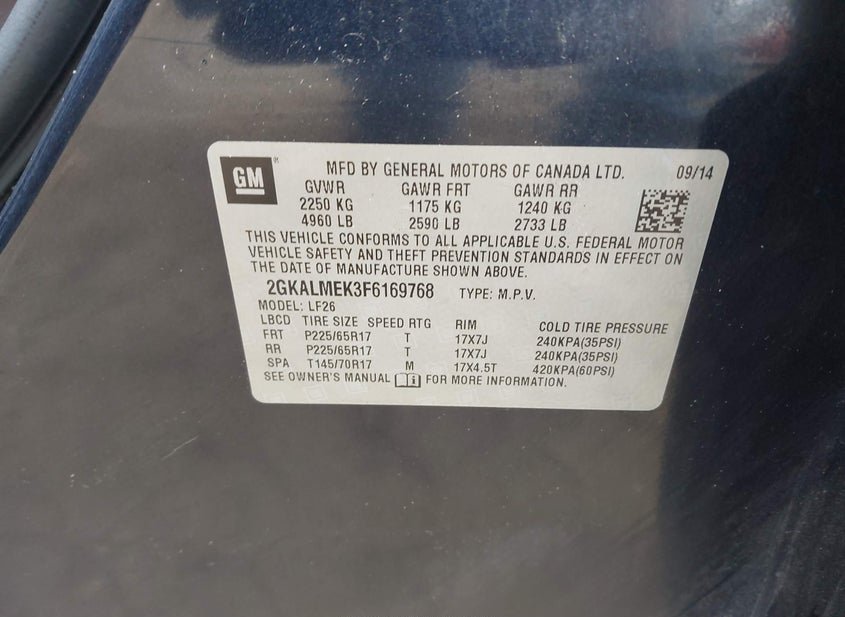 GM ® MFD BY GENERAL MOTORS OF CANADA LTD. 09/14
GVWR GAWR FRT GAWR RR
2250 KG 1175 KG 1240 KG
4960 LB 2590 LB 2733 LB
THIS VEHICLE CONFORMS TO ALL APPLICABLE U.S. FEDERAL MOTOR
VEHICLE SAFETY AND THEFT PREVENTION STANDARDS IN EFFECT ON
THE DATE OF MANUFACTURE SHOWN ABOVE.
2GKALMEK3F6169768 TYPE: M.P.V.
MODEL: LF26
LBCD TIRE SIZE SPEED RTG RIM COLD TIRE PRESSURE
FRT P225/65R17 T 17X7J 240KPA(35PSI)
RR P225/65R17 T 17X7J 240KPA(35PSI)
SPA T145/70R17 M 17X4.5T 420KPA(60PSI)
SEE OWNER'S MANUAL FOR MORE INFORMATION.